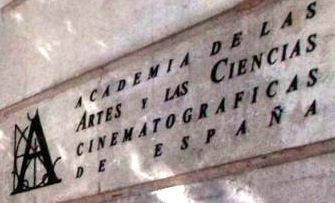 ACADEMIA DE LAS
ARTES Y LAS CIENCIAS
CINEMATOGRAFICAS
DE ESPAÑA